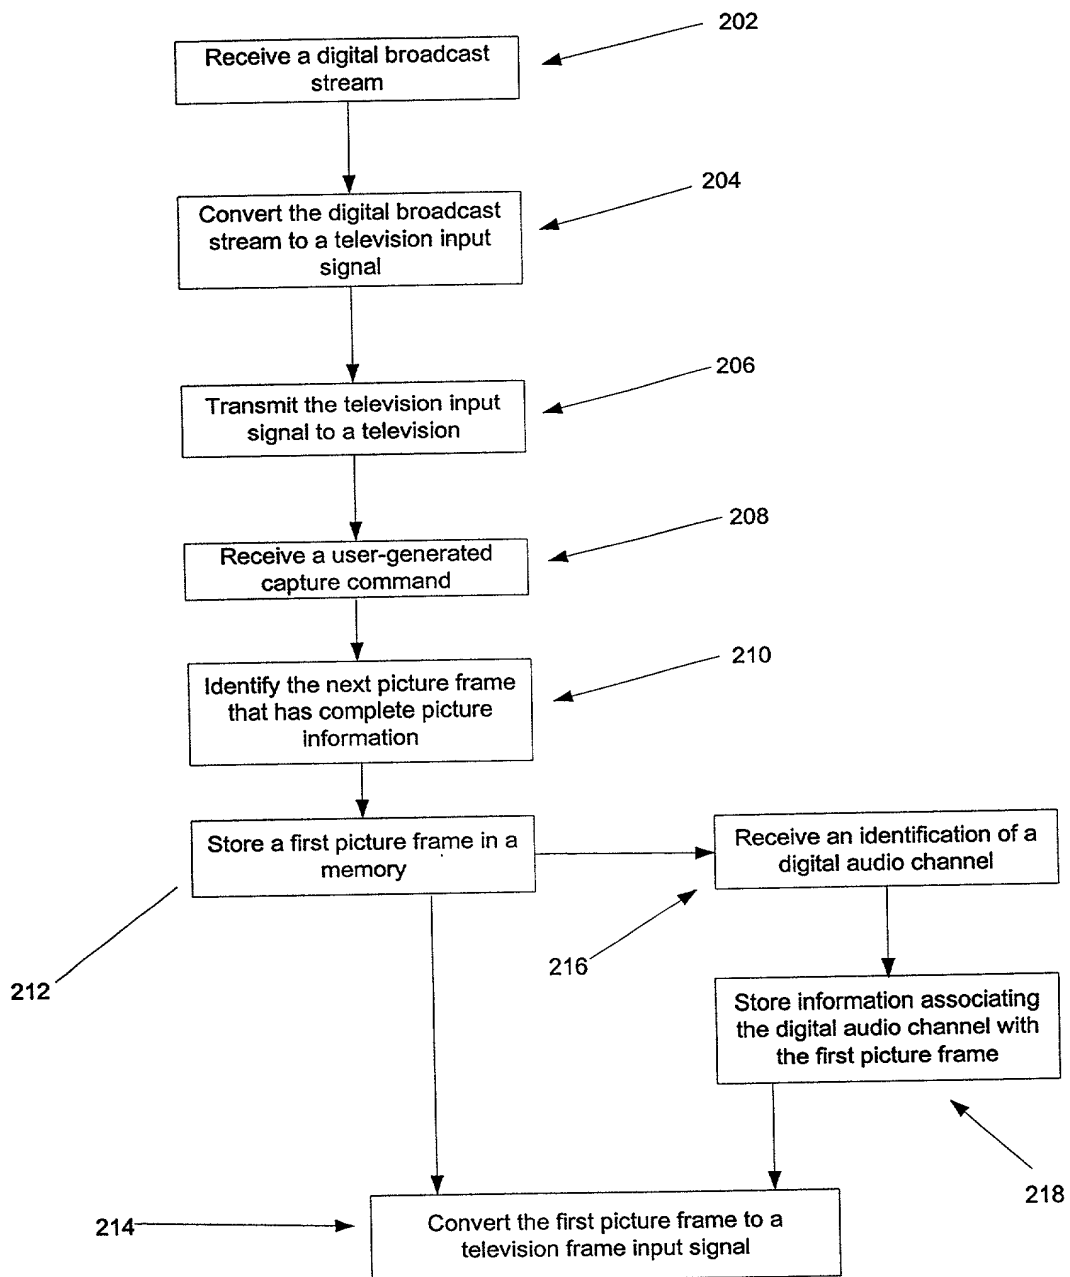 202
Receive a digital broadcast
stream
204
Convert the digital broadcast
stream to a television input
signal
206
Transmit the television input
signal to a television
208
Receive a user-generated
capture command
210
Identify the next picture frame
that has complete picture
information
Store a first picture frame in a
memory
212
Receive an identification of a
digital audio channel
216
Store information associating
the digital audio channel with
the first picture frame
218
214
Convert the first picture frame to a
television frame input signal